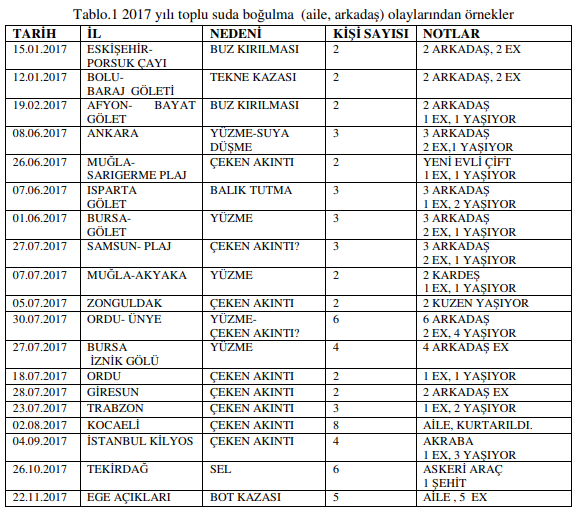 Tablo.1 2017 yılı toplu suda boğulma (aile, arkadaş) olaylarından örnekler
TARİH İL NEDENİ KİŞİ SAYISI NOTLAR
15.01.2017 ESKİŞEHİR- BUZ KIRILMASI 2 2 ARKADAŞ, 2 EX
PORSUK ÇAYI
12.01.2017 BOLU- TEKNE KAZASI 2 2 ARKADAŞ, 2 EX
BARAJ GÖLETİ
19.02.2017 AFYON- BAYAT BUZ KIRILMASI 2 2 ARKADAŞ
GÖLET 1 EX, 1 YAŞIYOR
08.06.2017 ANKARA YÜZME-SUYA 3 3 ARKADAŞ
DÜŞME 2 EX,1 YAŞIYOR
26.06.2017 MUĞLA- ÇEKEN AKINTI 2 YENİ EVLİ ÇİFT
SARIGERME PLAJ 1 EX, 1 YAŞIYOR
07.06.2017 ISPARTA BALIK TUTMA 3 3 ARKADAŞ
GÖLET 1 EX, 2 YAŞIYOR
01.06.2017 BURSA- YÜZME 3 3 ARKADAŞ
GÖLET 2 EX, 1 YAŞIYOR
27.07.2017 SAMSUN- PLAJ ÇEKEN AKINTI? 3 3 ARKADAŞ
2 EX, 1 YAŞIYOR
07.07.2017 MUĞLA-AKYAKA YÜZME 2 2 KARDEŞ
1 EX, 1 YAŞIYOR
05.07.2017 ZONGULDAK ÇEKEN AKINTI 2 2 KUZEN YAŞIYOR
30.07.2017 ORDU- ÜNYE YÜZME- 6 6 ARKADAŞ
ÇEKEN AKINTI? 2 EX, 4 YAŞIYOR
27.07.2017 BURSA YÜZME 4 4 ARKADAŞ EX
İZNİK GÖLÜ
18.07.2017 ORDU ÇEKEN AKINTI 2 1 EX, 1 YAŞIYOR
28.07.2017 GİRESUN ÇEKEN AKINTI 2 2 ARKADAŞ EX
23.07.2017 TRABZON ÇEKEN AKINTI 3 1 EX, 2 YAŞIYOR
02.08.2017 KOCAELİ ÇEKEN AKINTI 8 AİLE, KURTARILDI.
04.09.2017 İSTANBUL KİLYOS ÇEKEN AKINTI 4 AKRABA
1 EX, 3 YAŞIYOR
26.10.2017 TEKİRDAĞ SEL 6 ASKERİ ARAÇ
1 ŞEHİT
22.11.2017 EGE AÇIKLARI BOT KAZASI 5 AİLE , 5 EX